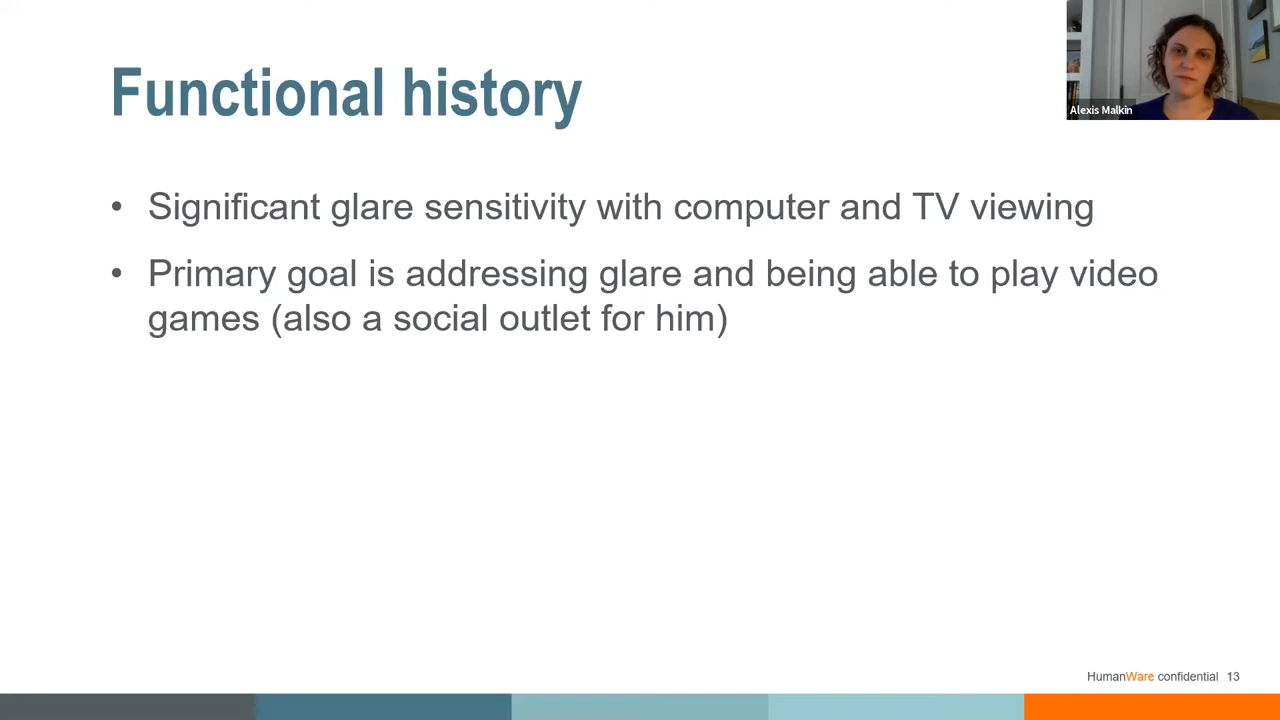 Functional history
Alexis Malkin
• Significant glare sensitivity with computer and TV viewing
• Primary goal is addressing glare and being able to play video
games (also a social outlet for him)
HumanWare confidential 13